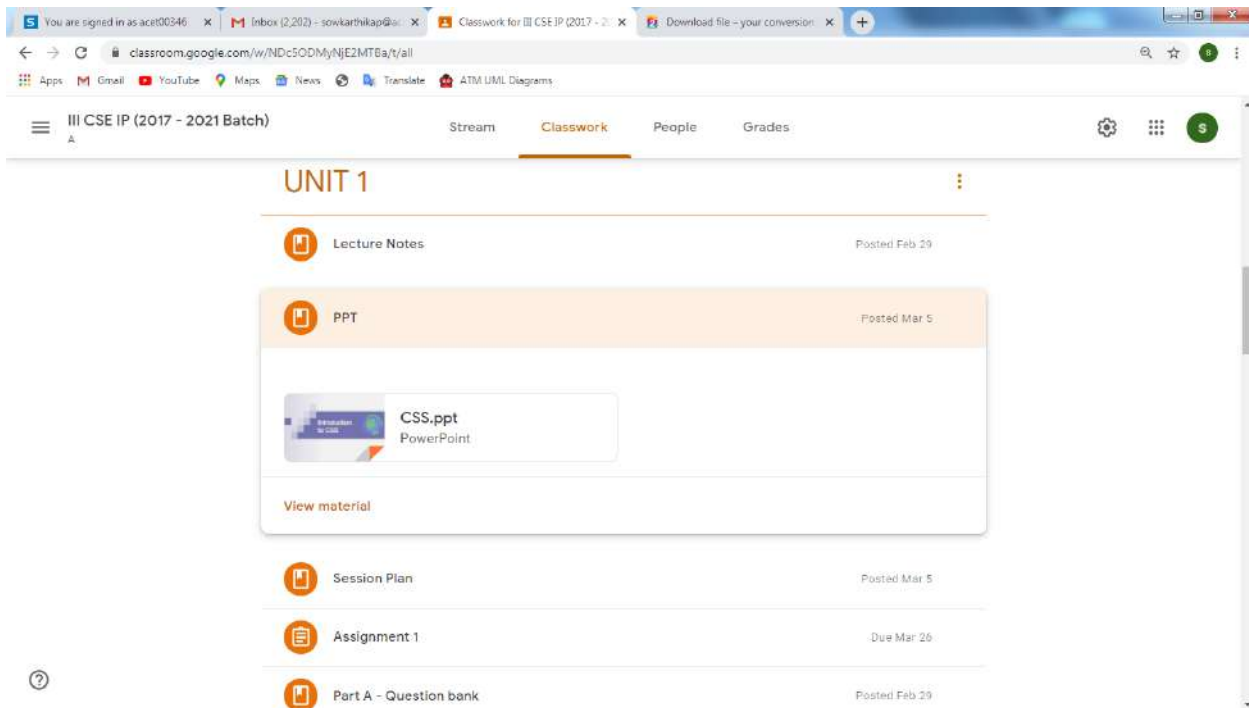 You are signed in as acet00346
Inbox (2,202) - sowkarthikap@ac
Classwork for III CSE IP (2017 - 2
Download file – your conversion
classroom.google.com/w/NDc5ODMyNjE2MTBa/t/all
Apps
Gmail
YouTube
Maps
News
Translate
ATM UML Diagrams
III CSE IP (2017 - 2021 Batch)
A
Stream
Classwork
People
Grades
S
UNIT 1
Lecture Notes
Posted Feb 29
PPT
Posted Mar 5
Introduction
to CSS
CSS.ppt
PowerPoint
View material
Session Plan
Posted Mar 5
Assignment 1
Due Mar 26
Part A - Question bank
Posted Feb 29